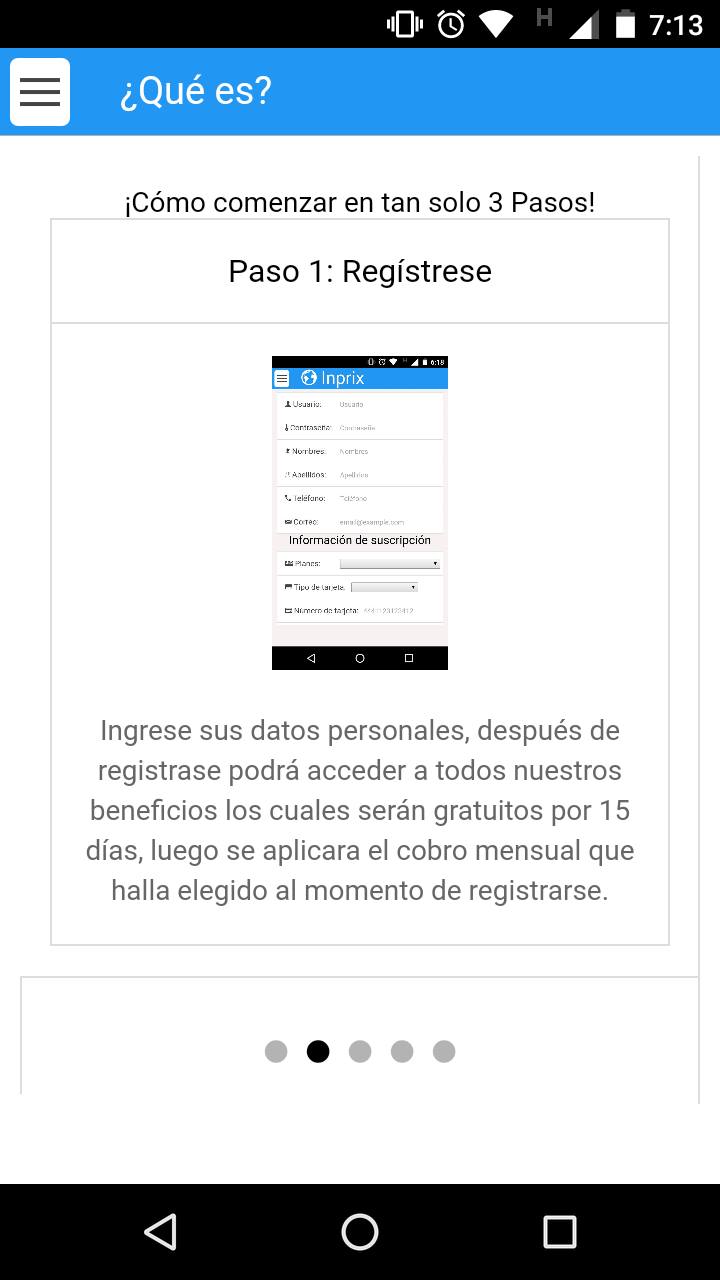 H
7:13
¿Qué es?
¡Cómo comenzar en tan solo 3 Pasos!
Paso 1: Regístrese
6:18
Inprix
Usuario: Usuario
Contraseña: Contraseña
Nombres: Nombres
Apellidos: Apellidos
Teléfono: Teléfono
Correo: email@example.com
Información de suscripción
Planes:
Tipo de tarjeta:
Número de tarjeta:
Ingrese sus datos personales, después de
registrase podrá acceder a todos nuestros
beneficios los cuales serán gratuitos por 15
días, luego se aplicara el cobro mensual que
halla elegido al momento de registrarse.